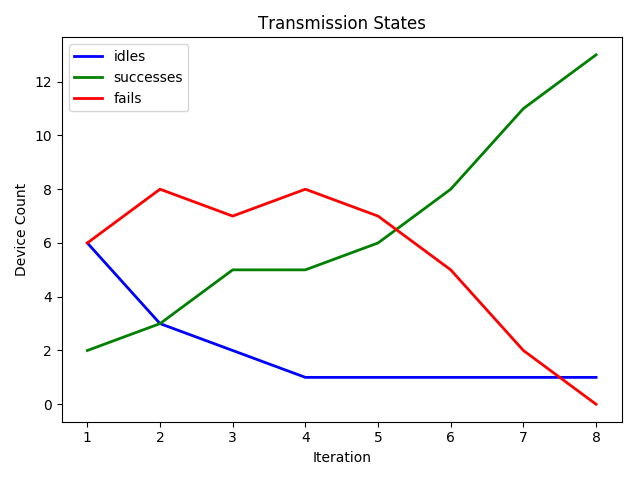 Transmission States
idles
successes
fails
Device Count
12
10
8
6
4
2
0
1 2 3 4 5 6 7 8
Iteration